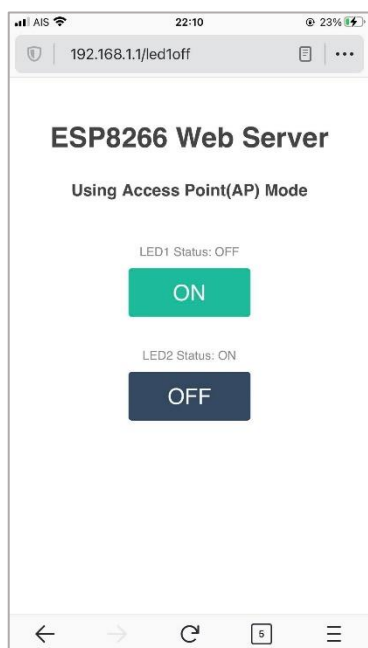 AIS 22:10 23%
192.168.1.1/led1off
ESP8266 Web Server
Using Access Point(AP) Mode
LED1 Status: OFF
ON
LED2 Status: ON
OFF
5